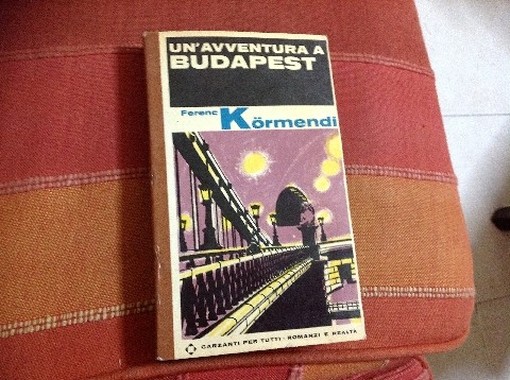 UN'AVVENTURA A
BUDAPEST
Ferenc Körmendi
GARZANTI PER TUTTI · ROMANZI E REALTÀ